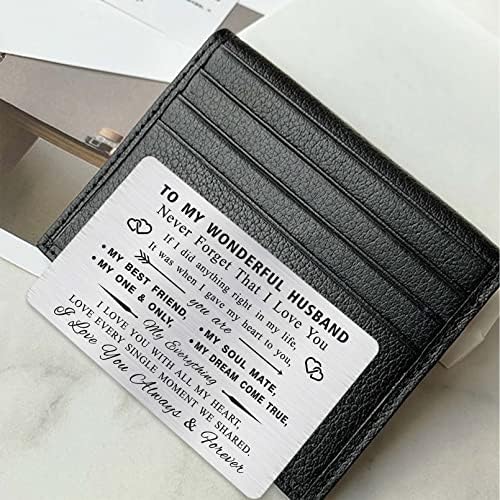 TO MY WONDERFUL HUSBAND
Never Forget That I Love You
If I did anything right in my life,
It was when I gave my heart to you,
you are
• MY BEST FRIEND, • MY SOUL MATE,
• MY ONE & ONLY, • MY DREAM COME TRUE,
My Everything
I LOVE YOU WITH ALL MY HEART,
LOVE EVERY SINGLE MOMENT WE SHARED.
I Love You Always & Forever